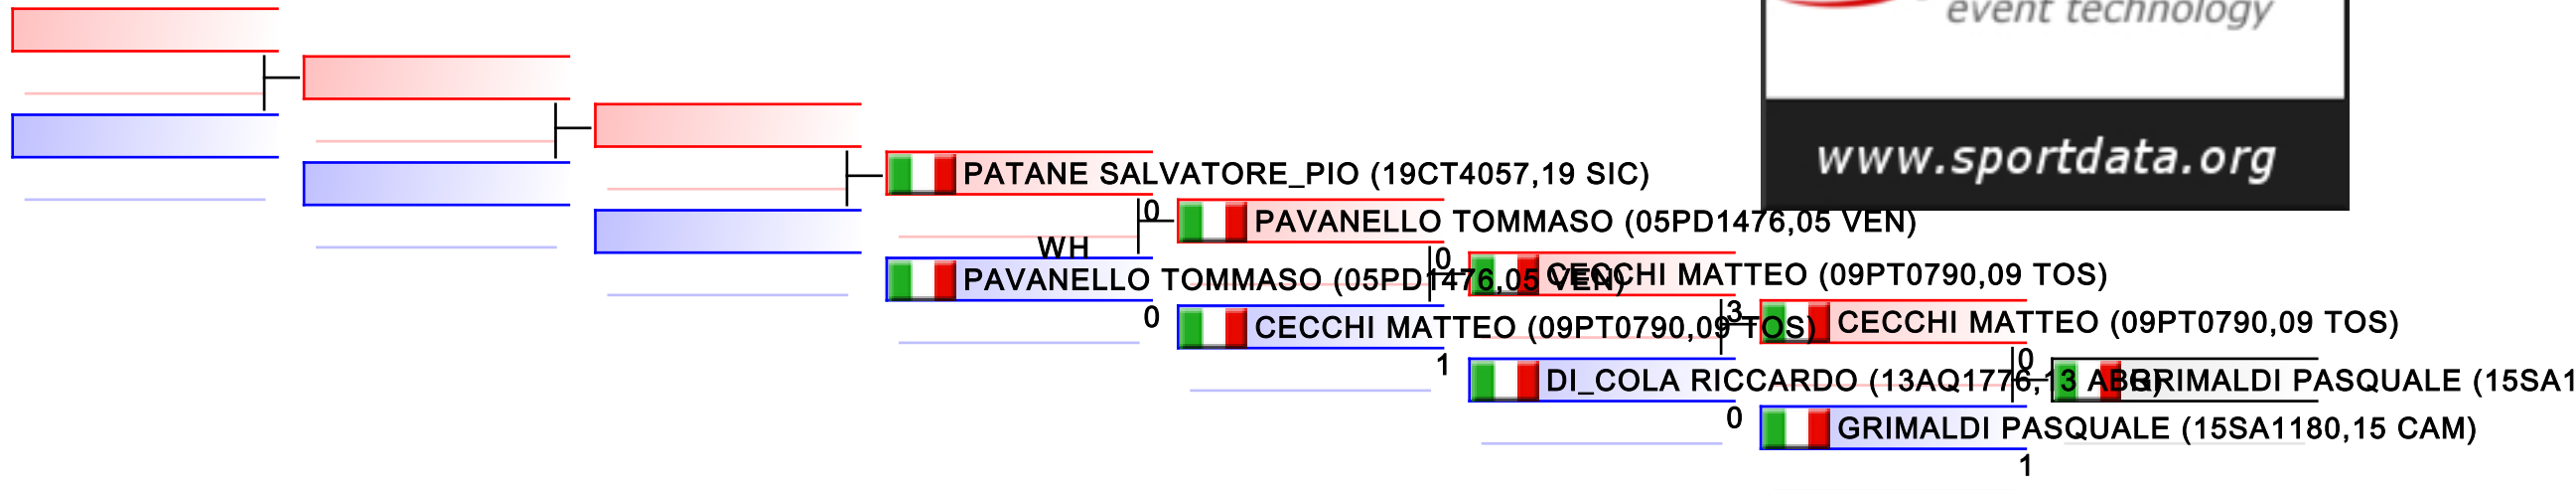 event technology
www.sportdata.org
PATANE SALVATORE_PIO (19CT4057,19 SIC)
0
PAVANELLO TOMMASO (05PD1476,05 VEN)
WH
0
PAVANELLO TOMMASO (05PD1476,05 VEN)
CECCHI MATTEO (09PT0790,09 TOS)
0
CECCHI MATTEO (09PT0790,09 TOS)
3
CECCHI MATTEO (09PT0790,09 TOS)
1
0
DI_COLA RICCARDO (13AQ1776,13 ABR)
GRIMALDI PASQUALE (15SA1
0
GRIMALDI PASQUALE (15SA1180,15 CAM)
1